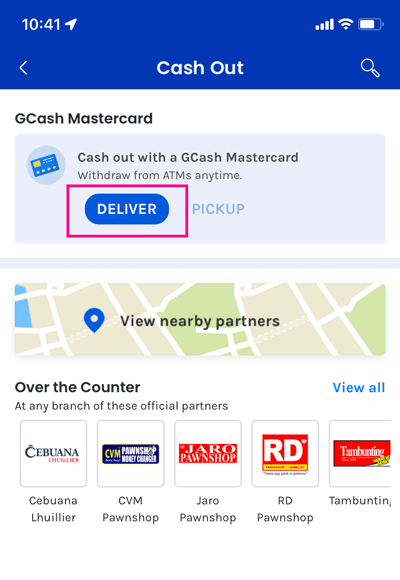 10:41
Cash Out
GCash Mastercard
Cash out with a GCash Mastercard
Withdraw from ATMs anytime.
DELIVER
PICKUP
View nearby partners
Over the Counter
View all
At any branch of these official partners
CEBUANA
LHUILLIER
CVM PAWNSHOP
MONEY CHANGER
JARO
PAWNSHOP
RD
PAWNSHOP • JEWELRY
Tambunting
Cebuana
Lhuillier
CVM
Pawnshop
Jaro
Pawnshop
RD
Pawnshop
Tambunting